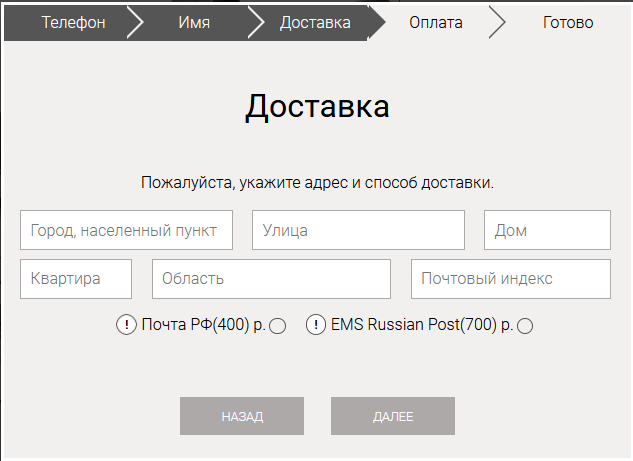 Телефон Имя Доставка Оплата Готово
Доставка
Пожалуйста, укажите адрес и способ доставки.
Город, населенный пункт Улица Дом
Квартира Область Почтовый индекс
! Почта РФ(400) р. ! EMS Russian Post(700) р.
НАЗАД ДАЛЕЕ